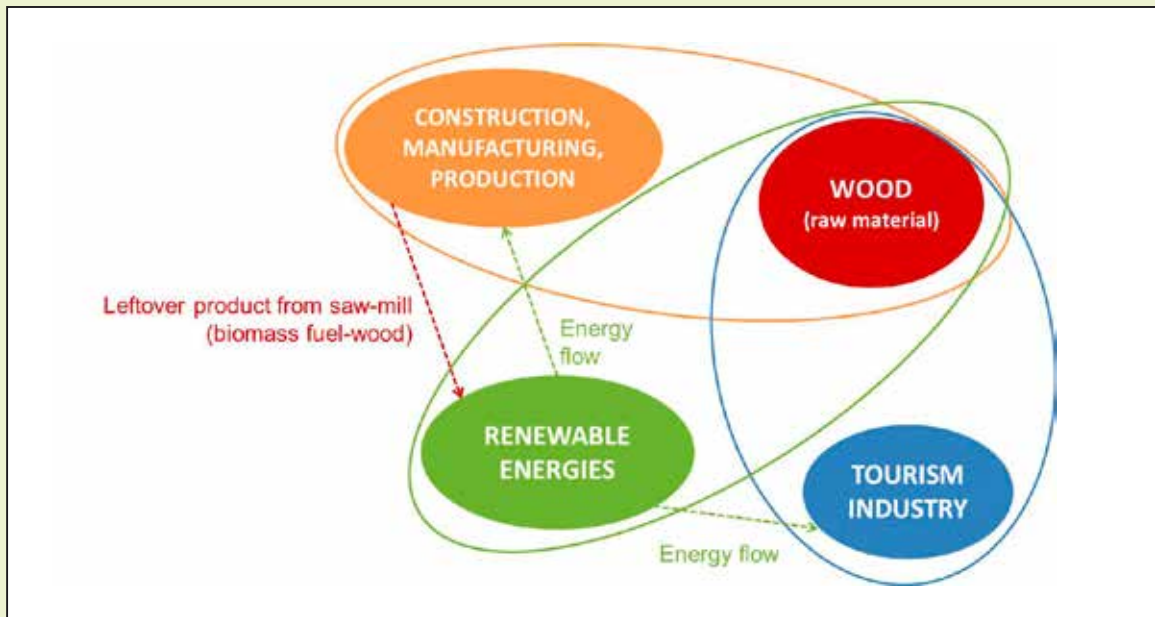 CONSTRUCTION,
MANUFACTURING,
PRODUCTION
WOOD
(raw material)
Leftover product from saw-mill
(biomass fuel-wood)
Energy
flow
RENEWABLE
ENERGIES
TOURISM
INDUSTRY
Energy flow